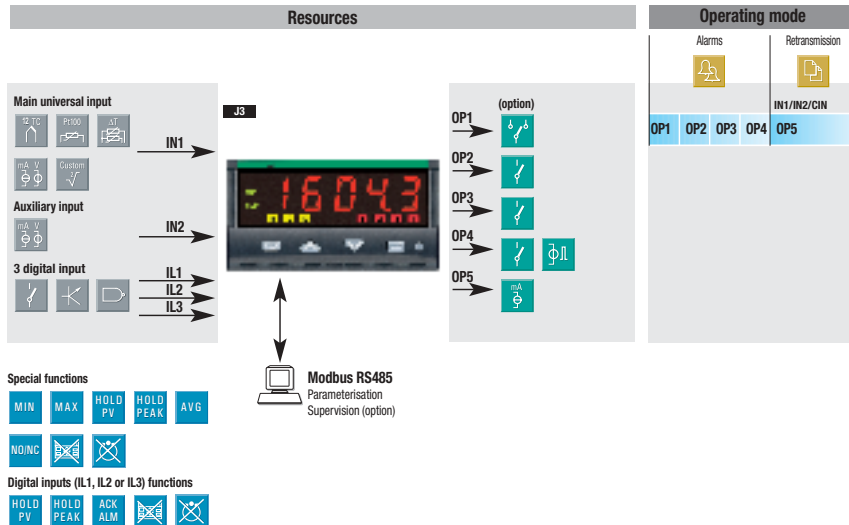 Resources
Operating mode
Alarms
Retransmission
IN1/IN2/CIN
OP1 OP2 OP3 OP4 OP5
Main universal input
12 TC
Pt100
ΔT
mA V
Custom
IN1
Auxiliary input
mA V
IN2
3 digital input
IL1
IL2
IL3
J3
16043
(option)
OP1
OP2
OP3
OP4
OP5
mA
Modbus RS485
Parameterisation
Supervision (option)
Special functions
MIN
MAX
HOLD PV
HOLD PEAK
AVG
NO/NC
Digital inputs (IL1, IL2 or IL3) functions
HOLD PV
HOLD PEAK
ACK ALM